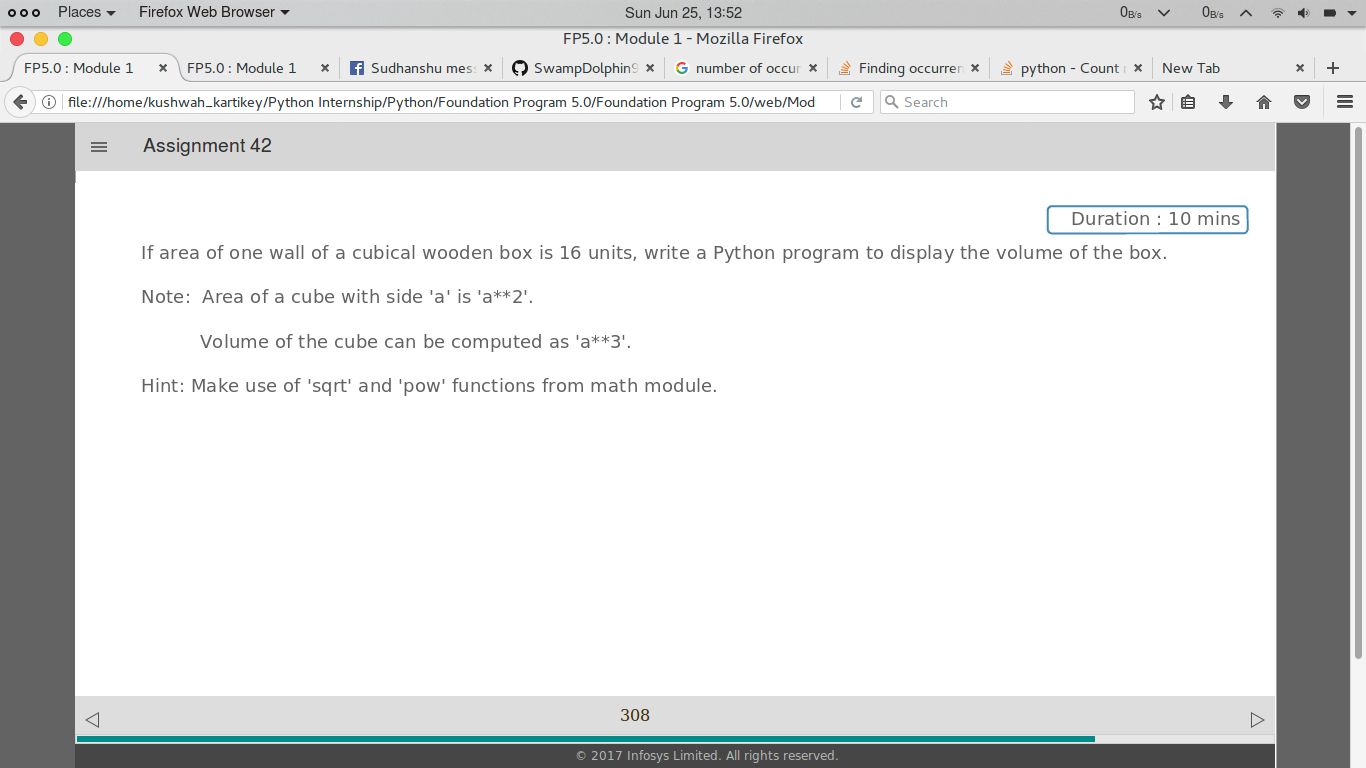 Places
Firefox Web Browser
Sun Jun 25, 13:52
0B/s
0B/s
FP5.0 : Module 1 - Mozilla Firefox
FP5.0 : Module 1
FP5.0 : Module 1
Sudhanshu mes
SwampDolphin9
number of occur
Finding occurren
python - Count
New Tab
file:///home/kushwah_kartikey/Python Internship/Python/Foundation Program 5.0/Foundation Program 5.0/web/Mod
Search
Assignment 42
Duration : 10 mins
If area of one wall of a cubical wooden box is 16 units, write a Python program to display the volume of the box.
Note: Area of a cube with side 'a' is 'a**2'.
Volume of the cube can be computed as 'a**3'.
Hint: Make use of 'sqrt' and 'pow' functions from math module.
308
© 2017 Infosys Limited. All rights reserved.